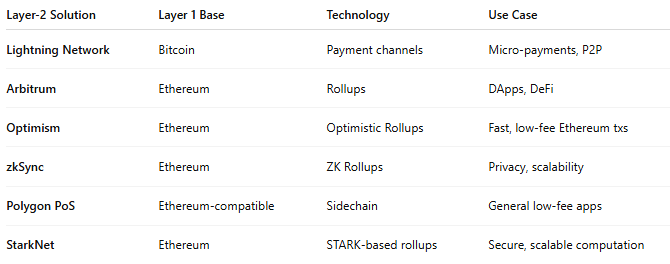 Layer-2 Solution Layer 1 Base Technology Use Case
Lightning Network Bitcoin Payment channels Micro-payments, P2P
Arbitrum Ethereum Rollups DApps, DeFi
Optimism Ethereum Optimistic Rollups Fast, low-fee Ethereum txs
zkSync Ethereum ZK Rollups Privacy, scalability
Polygon PoS Ethereum-compatible Sidechain General low-fee apps
StarkNet Ethereum STARK-based rollups Secure, scalable computation